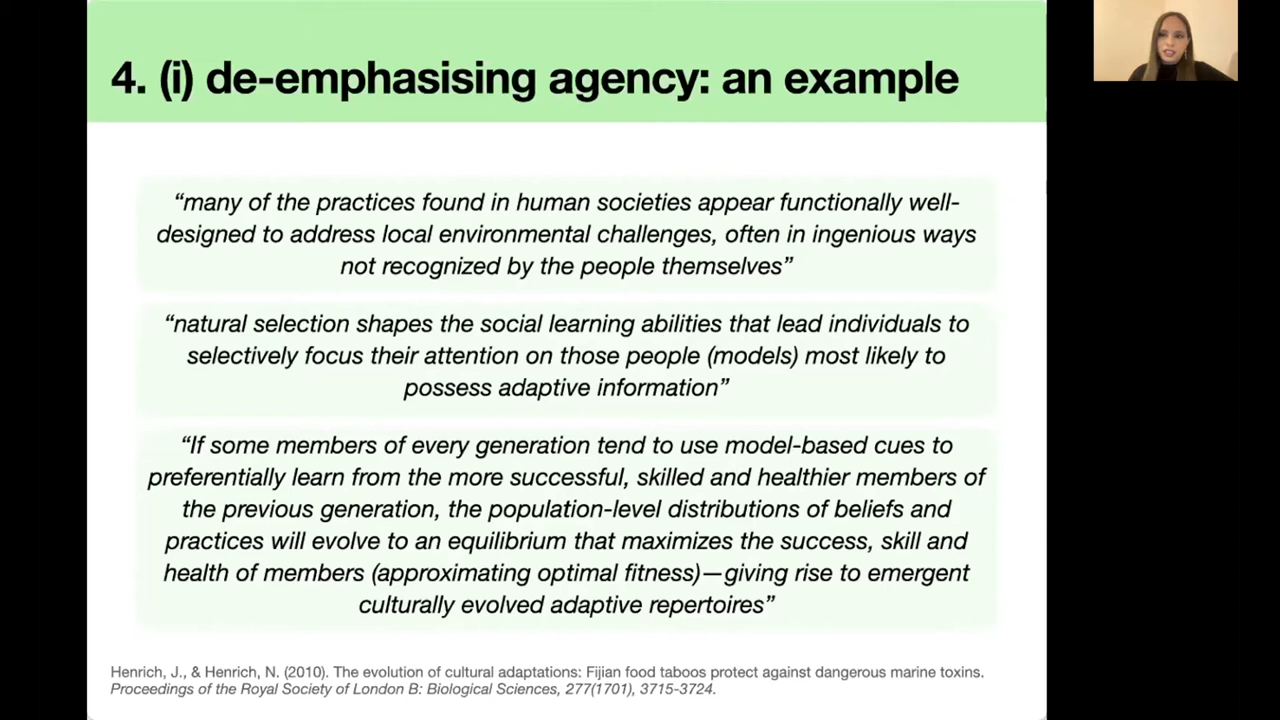 4. (i) de-emphasising agency: an example
“many of the practices found in human societies appear functionally well-
designed to address local environmental challenges, often in ingenious ways
not recognized by the people themselves”
“natural selection shapes the social learning abilities that lead individuals to
selectively focus their attention on those people (models) most likely to
possess adaptive information”
“If some members of every generation tend to use model-based cues to
preferentially learn from the more successful, skilled and healthier members of
the previous generation, the population-level distributions of beliefs and
practices will evolve to an equilibrium that maximizes the success, skill and
health of members (approximating optimal fitness)—giving rise to emergent
culturally evolved adaptive repertoires”
Henrich, J., & Henrich, N. (2010). The evolution of cultural adaptations: Fijian food taboos protect against dangerous marine toxins.
Proceedings of the Royal Society of London B: Biological Sciences, 277(1701), 3715-3724.